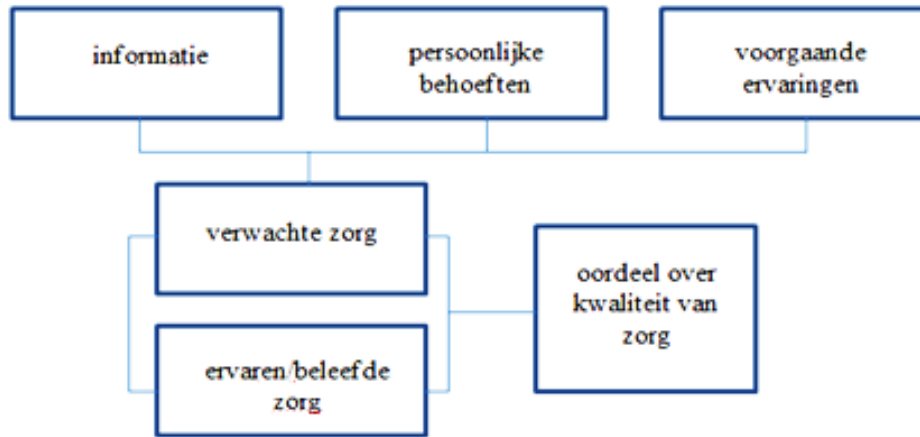 informatie
persoonlijke
behoeften
voorgaande
ervaringen
verwachte zorg
oordeel over
kwaliteit van
zorg
ervaren/beleefde
zorg